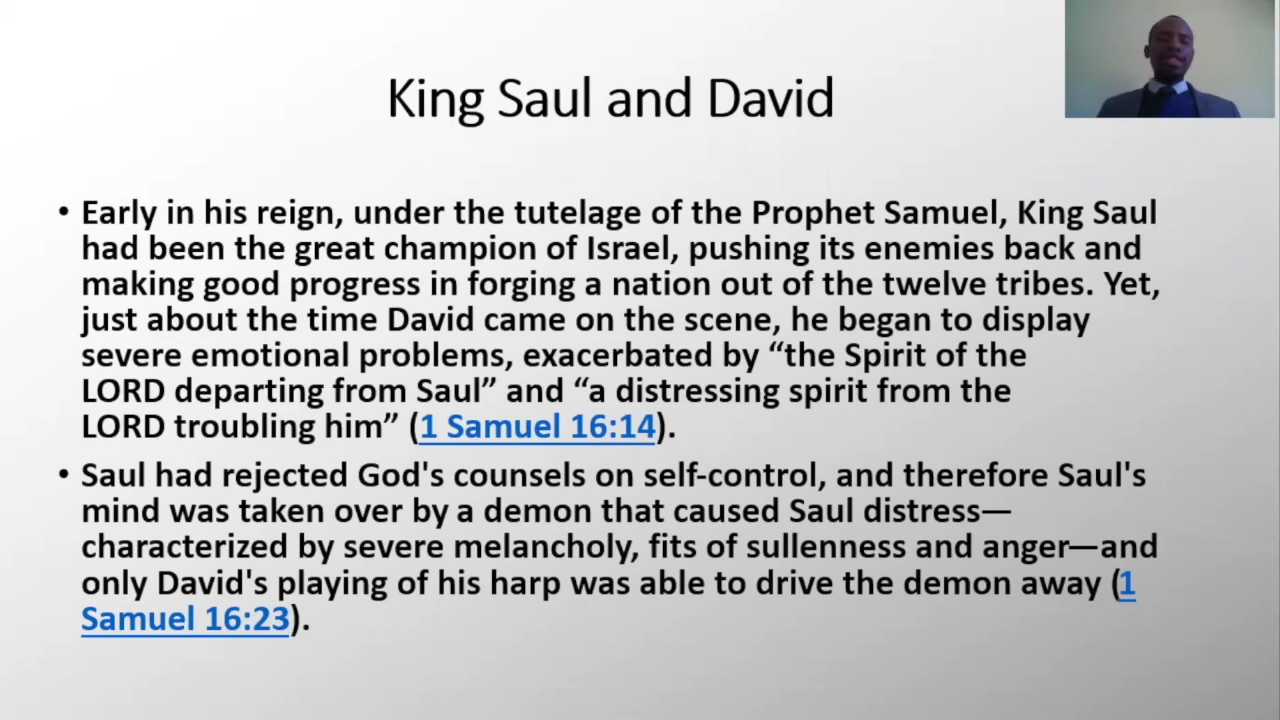 King Saul and David
• Early in his reign, under the tutelage of the Prophet Samuel, King Saul
had been the great champion of Israel, pushing its enemies back and
making good progress in forging a nation out of the twelve tribes. Yet,
just about the time David came on the scene, he began to display
severe emotional problems, exacerbated by “the Spirit of the
LORD departing from Saul” and “a distressing spirit from the
LORD troubling him” (1 Samuel 16:14).
• Saul had rejected God's counsels on self-control, and therefore Saul's
mind was taken over by a demon that caused Saul distress—
characterized by severe melancholy, fits of sullenness and anger—and
only David's playing of his harp was able to drive the demon away (1
Samuel 16:23).